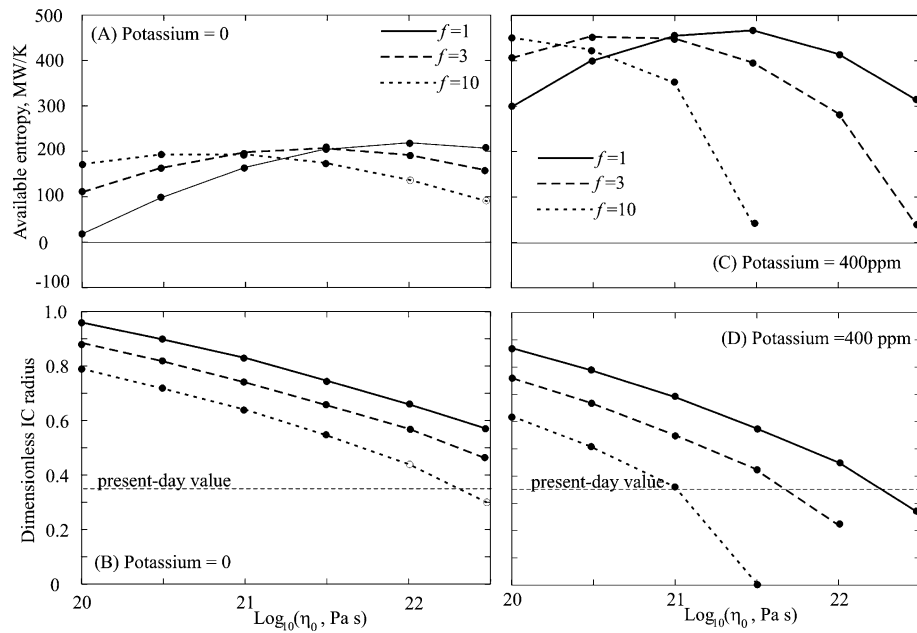 Available entropy, MW/K
500
400
300
200
100
0
-100
(A) Potassium = 0
f=1
f=3
f=10
f=1
f=3
f=10
(C) Potassium = 400ppm
Dimensionless IC radius
1.0
0.8
0.6
0.4
0.2
0
present-day value
(B) Potassium = 0
20
21
22
Log10(η0 , Pa s)
(D) Potassium =400 ppm
present-day value
20
21
22
Log10(η0 , Pa s)